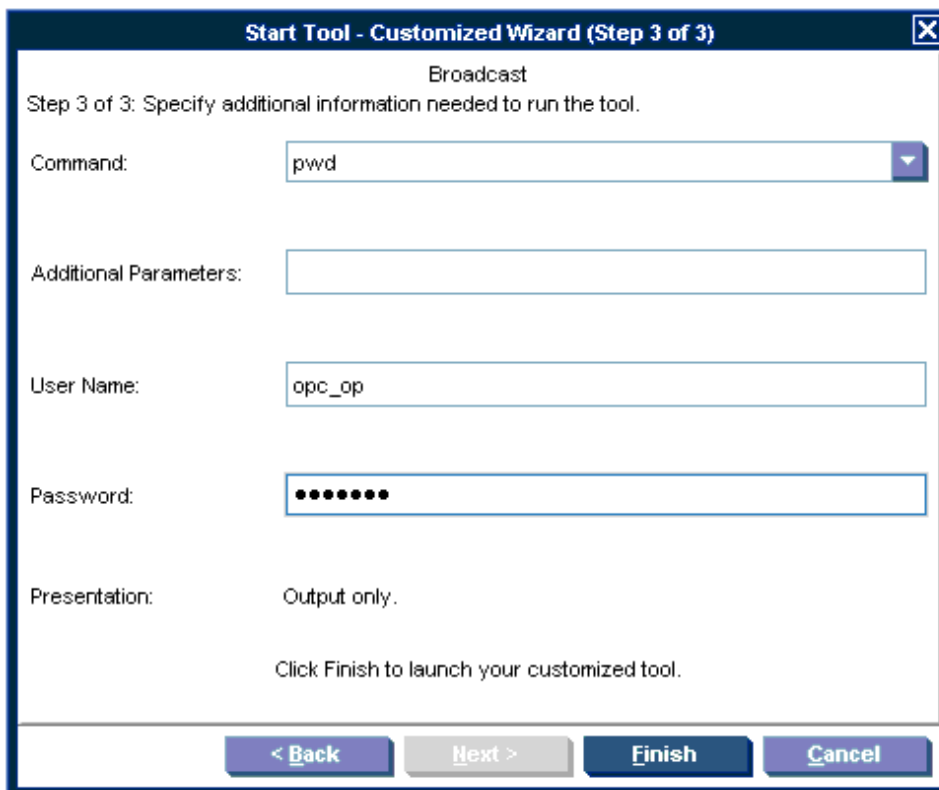 Start Tool - Customized Wizard (Step 3 of 3)
Broadcast
Step 3 of 3: Specify additional information needed to run the tool.
Command: pwd
Additional Parameters:
User Name: opc_op
Password: •••••••
Presentation: Output only.
Click Finish to launch your customized tool.
< Back Next > Finish Cancel